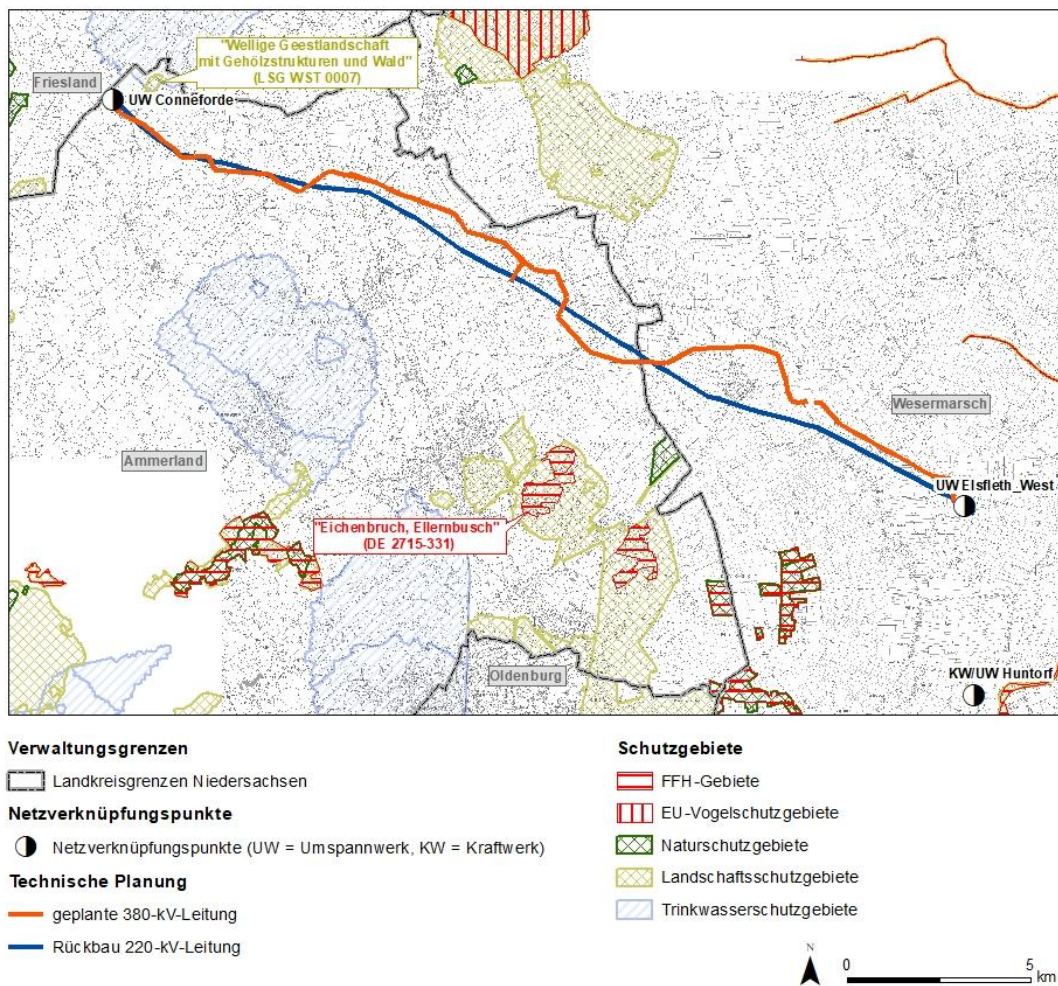 "Wellige Geestlandschaft
mit Gehölzstrukturen und Wald"
(LSG WST 0007)
Friesland
UW Conneforde
Wesermarsch
Ammerland
UW Elsfleth_West
"Eichenbruch, Ellernbusch"
(DE 2715-331)
Oldenburg
KW/UW Huntorf
Verwaltungsgrenzen
Landkreisgrenzen Niedersachsen
Netzverknüpfungspunkte
Netzverknüpfungspunkte (UW = Umspannwerk, KW = Kraftwerk)
Technische Planung
geplante 380-kV-Leitung
Rückbau 220-kV-Leitung
Schutzgebiete
FFH-Gebiete
EU-Vogelschutzgebiete
Naturschutzgebiete
Landschaftsschutzgebiete
Trinkwasserschutzgebiete
N
0 5
km